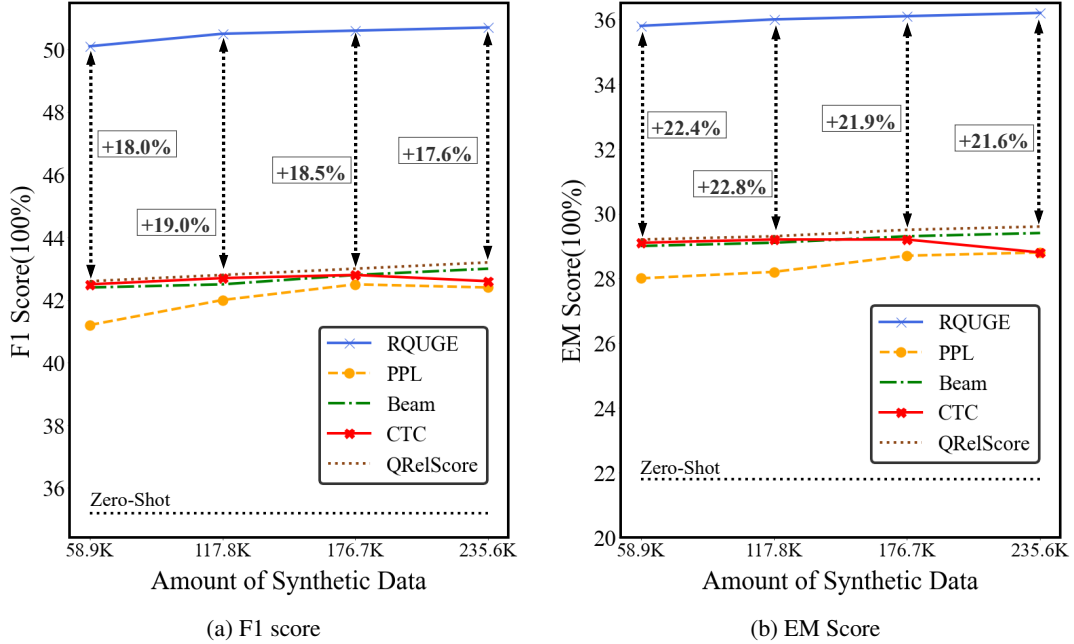 50
48
46
44
42
40
38
36
F1 Score(100%)
+18.0%
+19.0%
+18.5%
+17.6%
RQUGE
PPL
Beam
CTC
QRelScore
Zero-Shot
58.9K 117.8K 176.7K 235.6K
Amount of Synthetic Data
(a) F1 score
36
34
32
30
28
26
24
22
20
EM Score(100%)
+22.4%
+22.8%
+21.9%
+21.6%
RQUGE
PPL
Beam
CTC
QRelScore
Zero-Shot
58.9K 117.8K 176.7K 235.6K
Amount of Synthetic Data
(b) EM Score